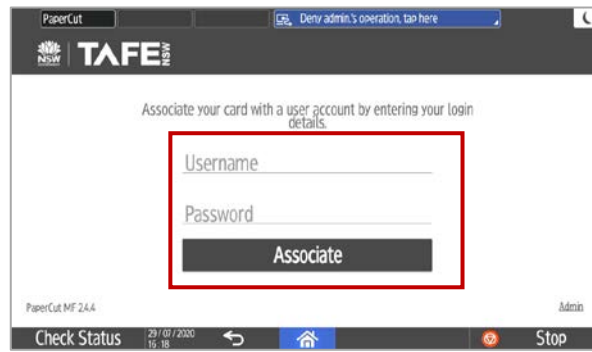 PaperCut Deny admin.'s operation, tap here
NSW TAFE NSW
Associate your card with a user account by entering your login
details.
Username
Password
Associate
PaperCut MF 2.4.4 Admin
Check Status 29/07/2020 16:18 Stop